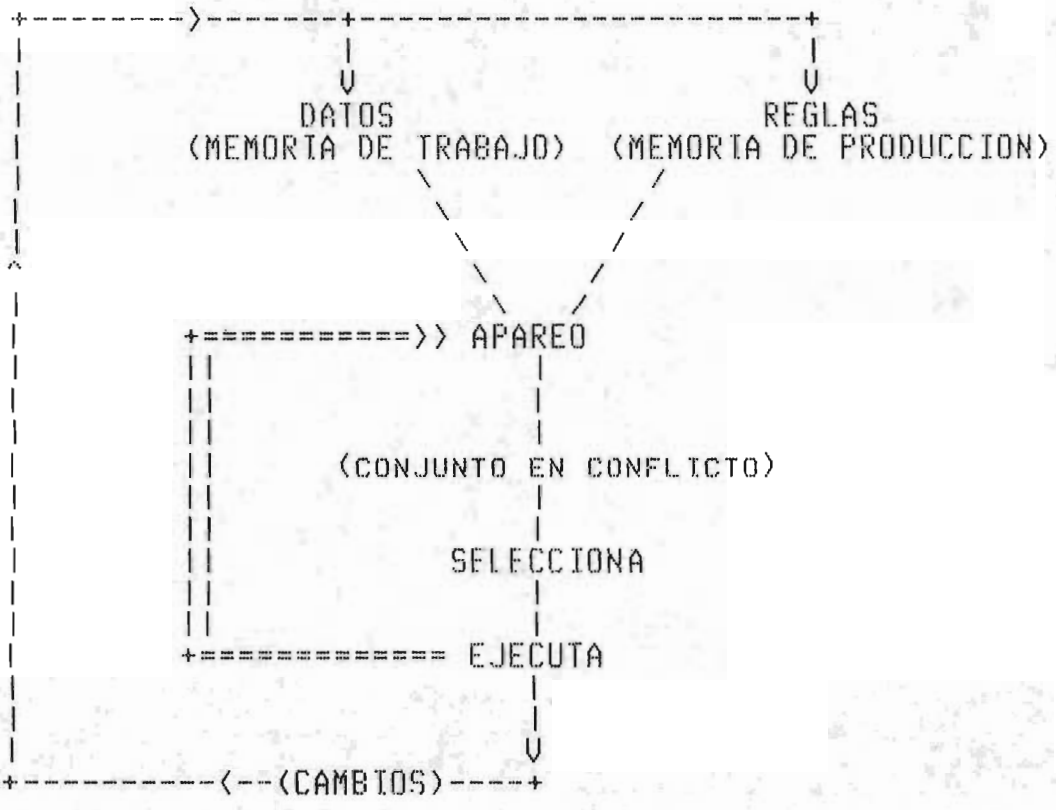 DATOS REGLAS
(MEMORIA DE TRABAJO) (MEMORIA DE PRODUCCION)
APAREO
(CONJUNTO EN CONFLICTO)
SELECCIONA
EJECUTA
(CAMBIOS)